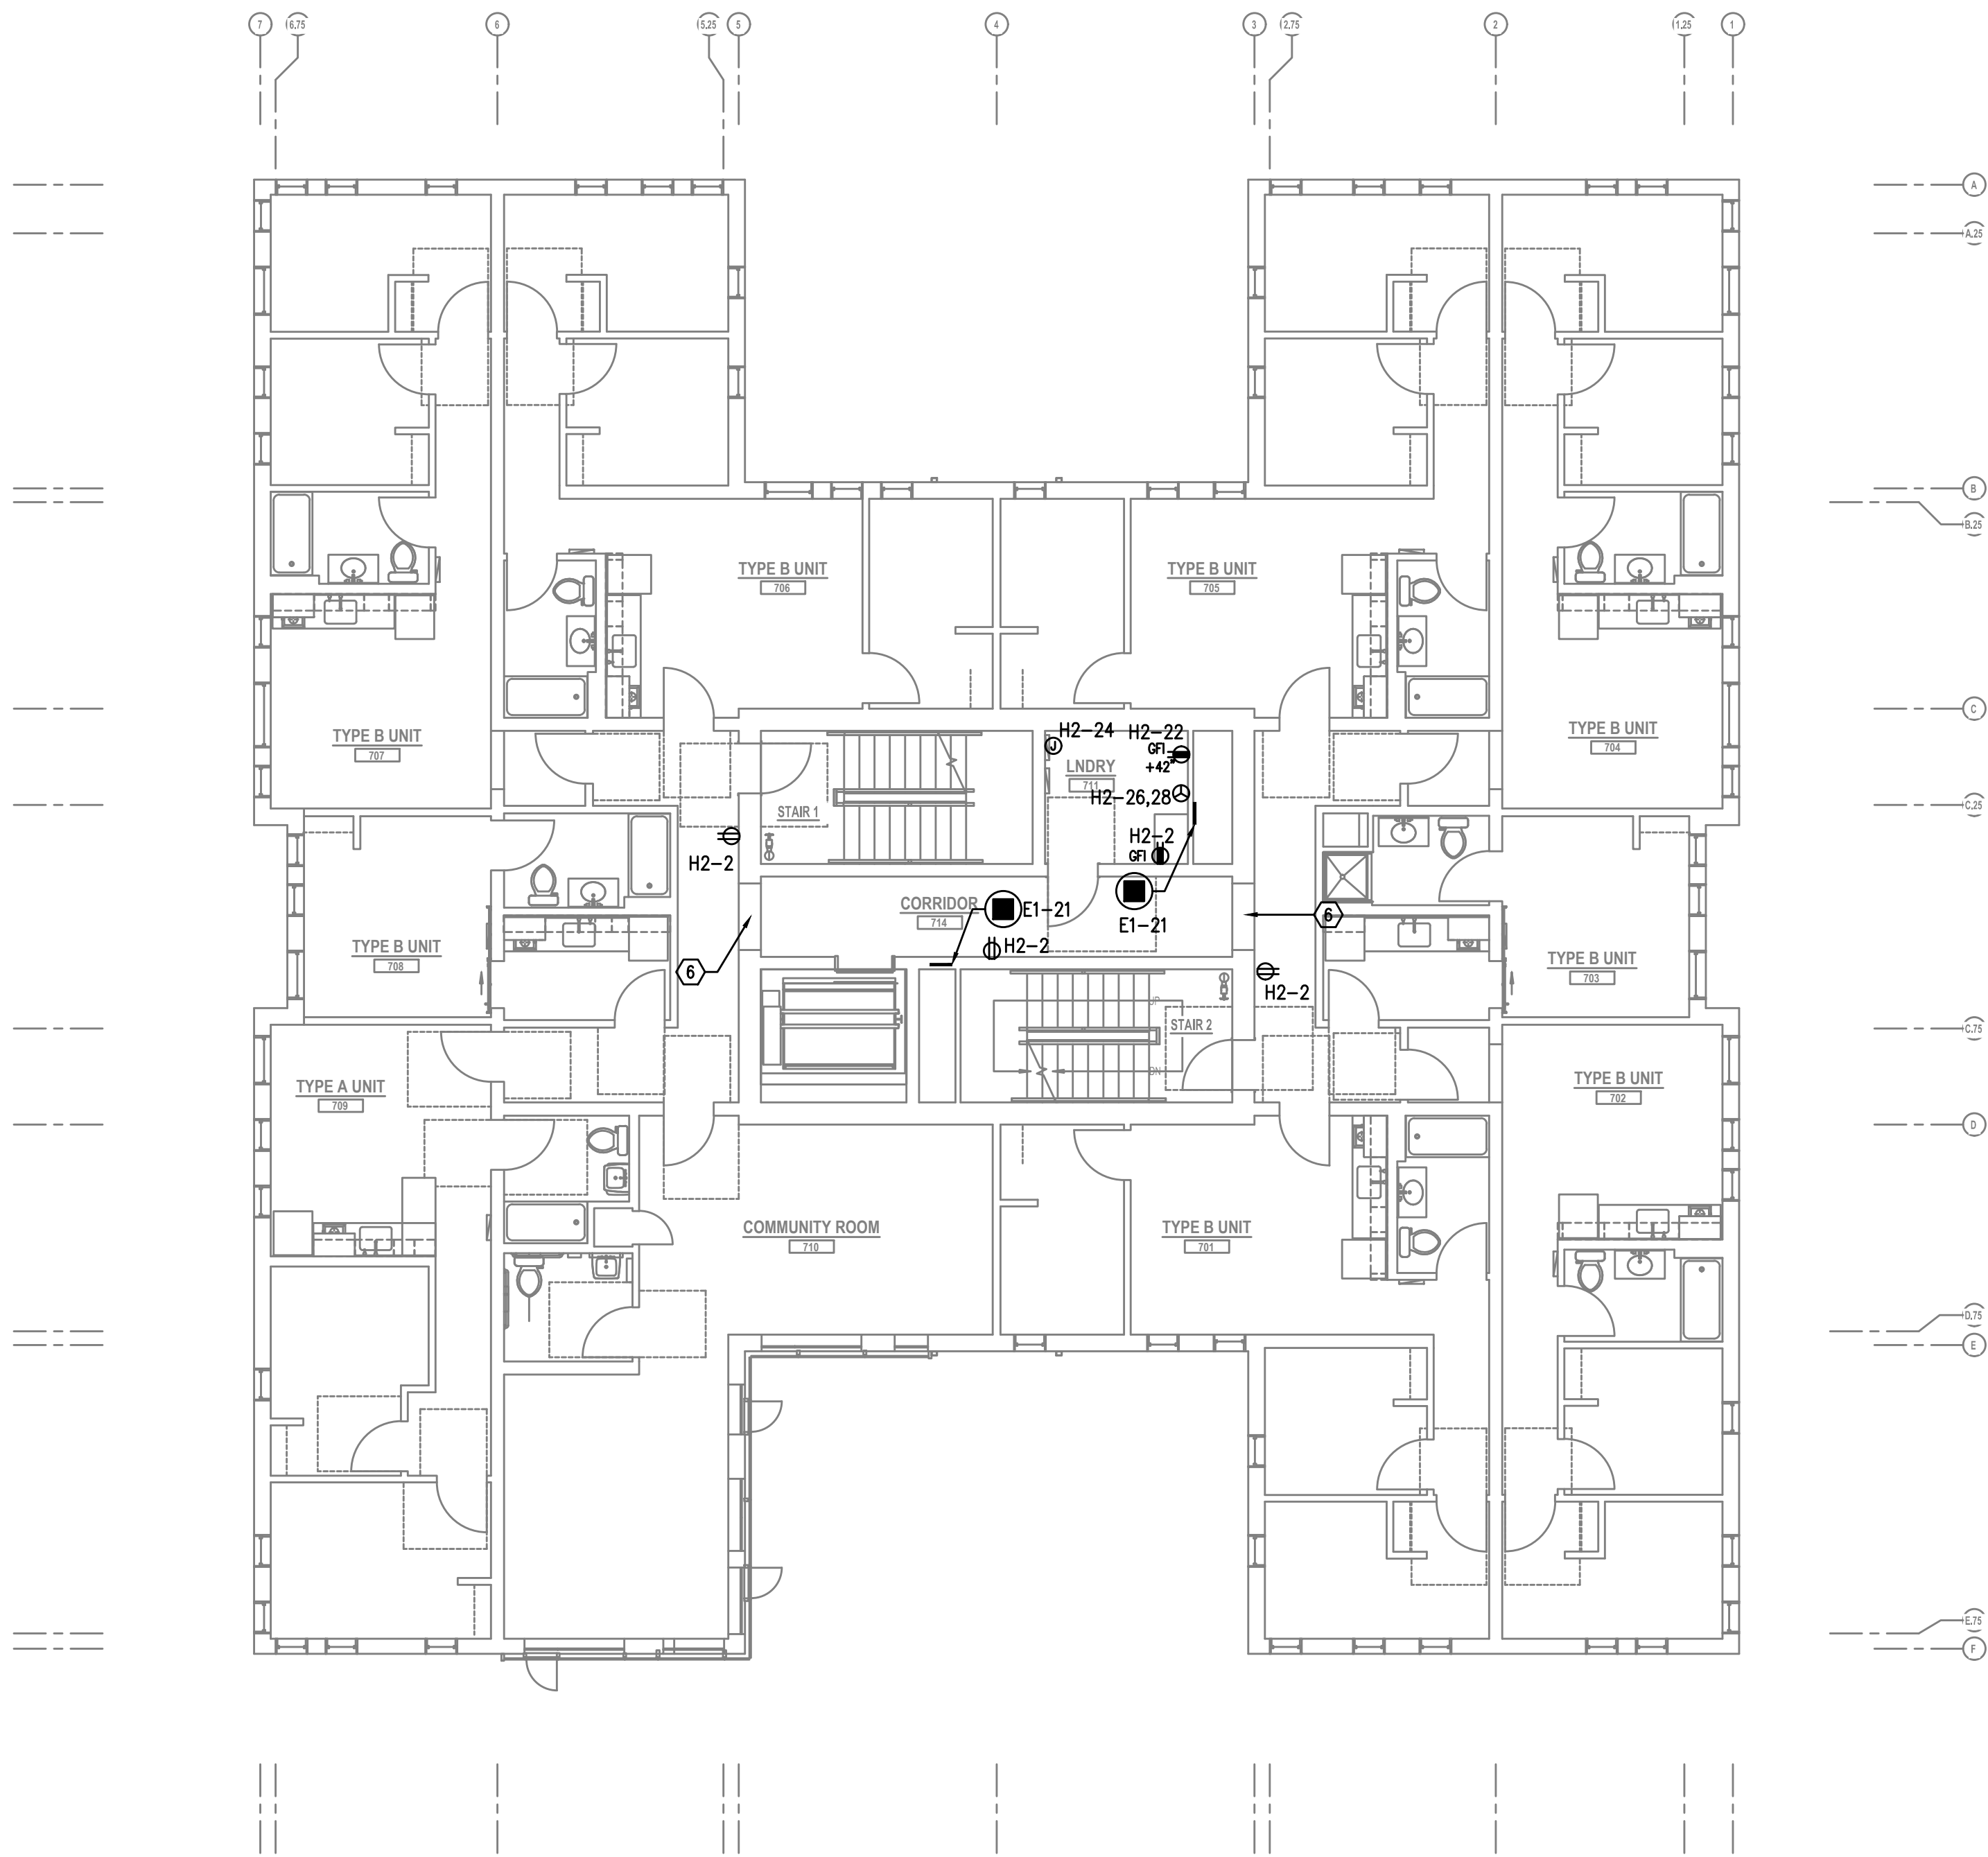 7
6.75
6
5.25
5
4
3
2.75
2
1.25
1
A
A.25
B
B.25
TYPE B UNIT
706
TYPE B UNIT
705
C
TYPE B UNIT
707
TYPE B UNIT
704
H2-24
H2-22
J
GFI
+42"
LNDRY
711
H2-26,28
C.25
STAIR 1
H2-2
H2-2
GFI
CORRIDOR
714
E1-21
E1-21
6
H2-2
TYPE B UNIT
708
6
H2-2
TYPE B UNIT
703
UP
STAIR 2
DN
C.75
TYPE A UNIT
709
TYPE B UNIT
702
D
COMMUNITY ROOM
710
TYPE B UNIT
701
D.75
E
E.75
F